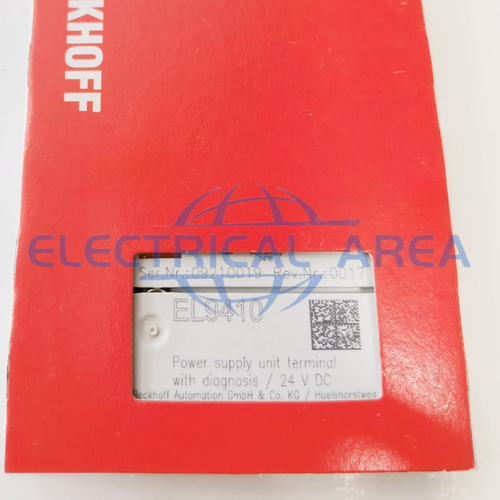 KHOFF
ELECTRICAL AREA
Ser.Nr.:09210019 Rev.Nr.:0017
EL9410
Power supply unit terminal
with diagnosis / 24 V DC
Beckhoff Automation GmbH & Co. KG / Huelshorstweg